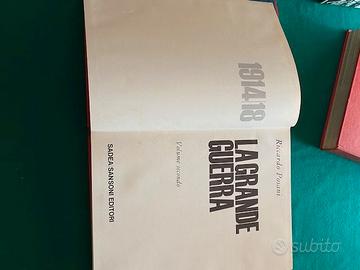 Riccardo Posani
1914-18
LA GRANDE
GUERRA
Volume secondo
SADEA SANSONI EDITORI
subito